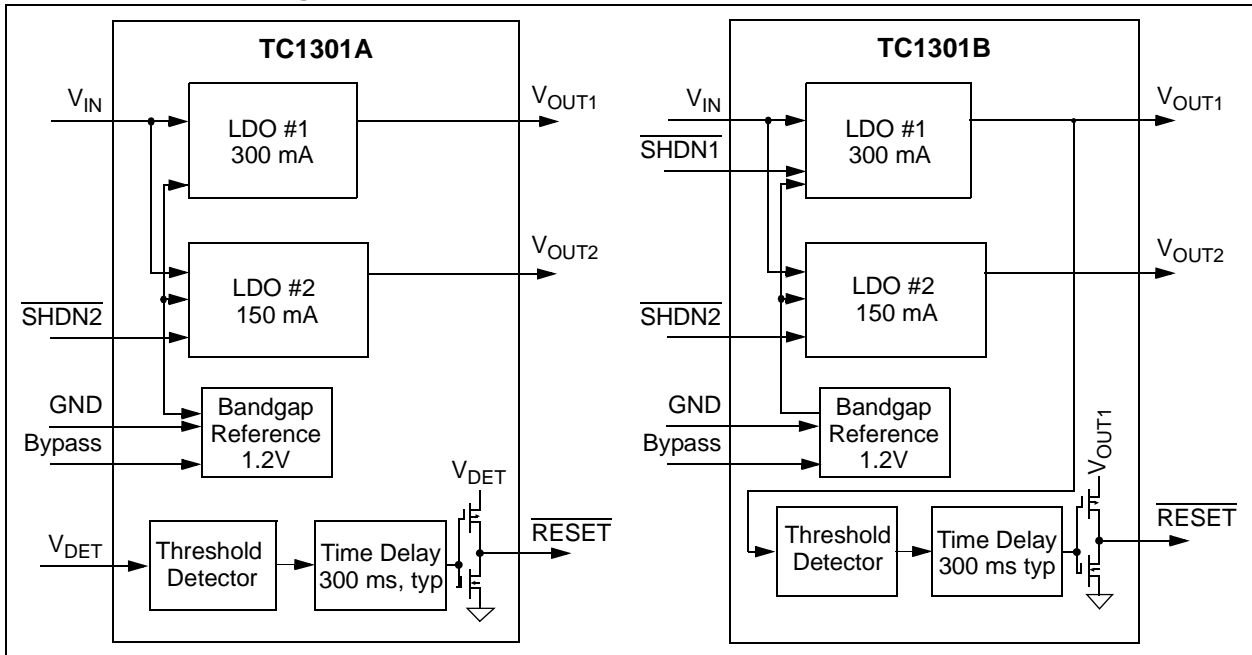 TC1301A
V_IN
LDO #1
300 mA
V_OUT1
LDO #2
150 mA
V_OUT2
SHDN2
GND
Bypass
Bandgap
Reference
1.2V
V_DET
V_DET
Threshold
Detector
Time Delay
300 ms, typ
RESET
TC1301B
V_IN
SHDN1
LDO #1
300 mA
V_OUT1
LDO #2
150 mA
V_OUT2
SHDN2
GND
Bypass
Bandgap
Reference
1.2V
V_OUT1
Threshold
Detector
Time Delay
300 ms typ
RESET